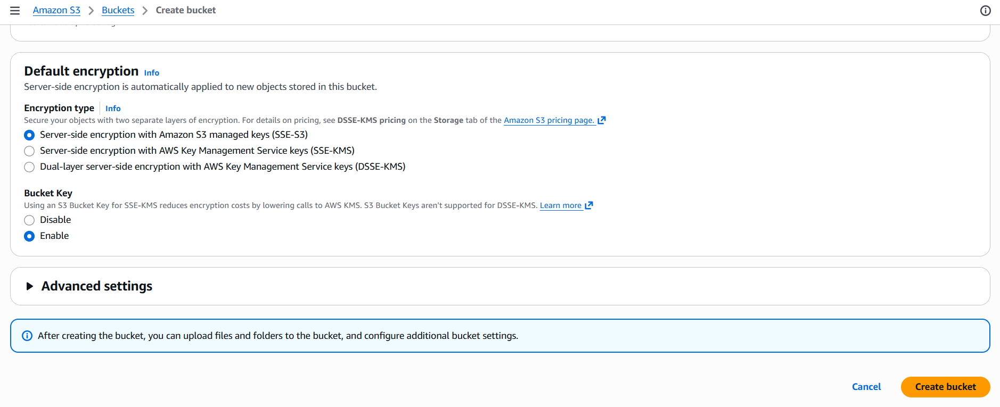 Amazon S3 > Buckets > Create bucket
Default encryption Info
Server-side encryption is automatically applied to new objects stored in this bucket.
Encryption type Info
Secure your objects with two separate layers of encryption. For details on pricing, see DSSE-KMS pricing on the Storage tab of the Amazon S3 pricing page.
Server-side encryption with Amazon S3 managed keys (SSE-S3)
Server-side encryption with AWS Key Management Service keys (SSE-KMS)
Dual-layer server-side encryption with AWS Key Management Service keys (DSSE-KMS)
Bucket Key
Using an S3 Bucket Key for SSE-KMS reduces encryption costs by lowering calls to AWS KMS. S3 Bucket Keys aren't supported for DSSE-KMS. Learn more
Disable
Enable
Advanced settings
After creating the bucket, you can upload files and folders to the bucket, and configure additional bucket settings.
Cancel Create bucket